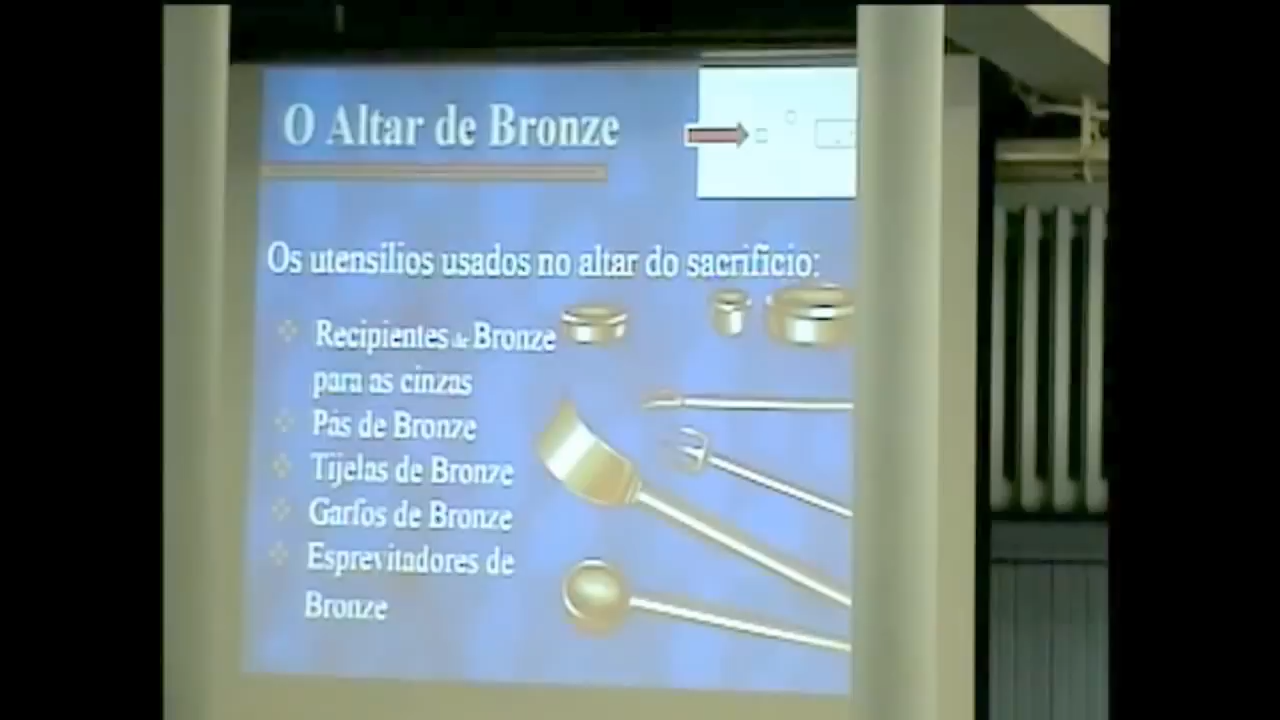 O Altar de Bronze
Os utensílios usados no altar do sacrifício:
Recipientes de Bronze
para as cinzas
Pás de Bronze
Tijelas de Bronze
Garfos de Bronze
Esprevitadores de
Bronze